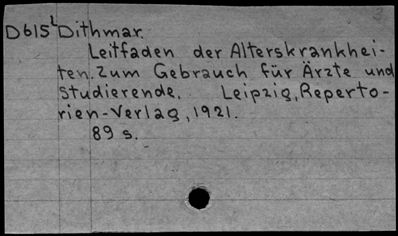 D615L Dithmar.
Leitfaden der Alterskrankhei-
ten. Zum Gebrauch für Ärzte und
Studierende. Leipzig, Reperto-
rien-Verlag, 1921.
89 s.